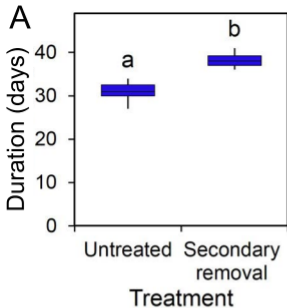 A
a
b
Duration (days)
40
30
20
10
0
Untreated
Secondary
removal
Treatment